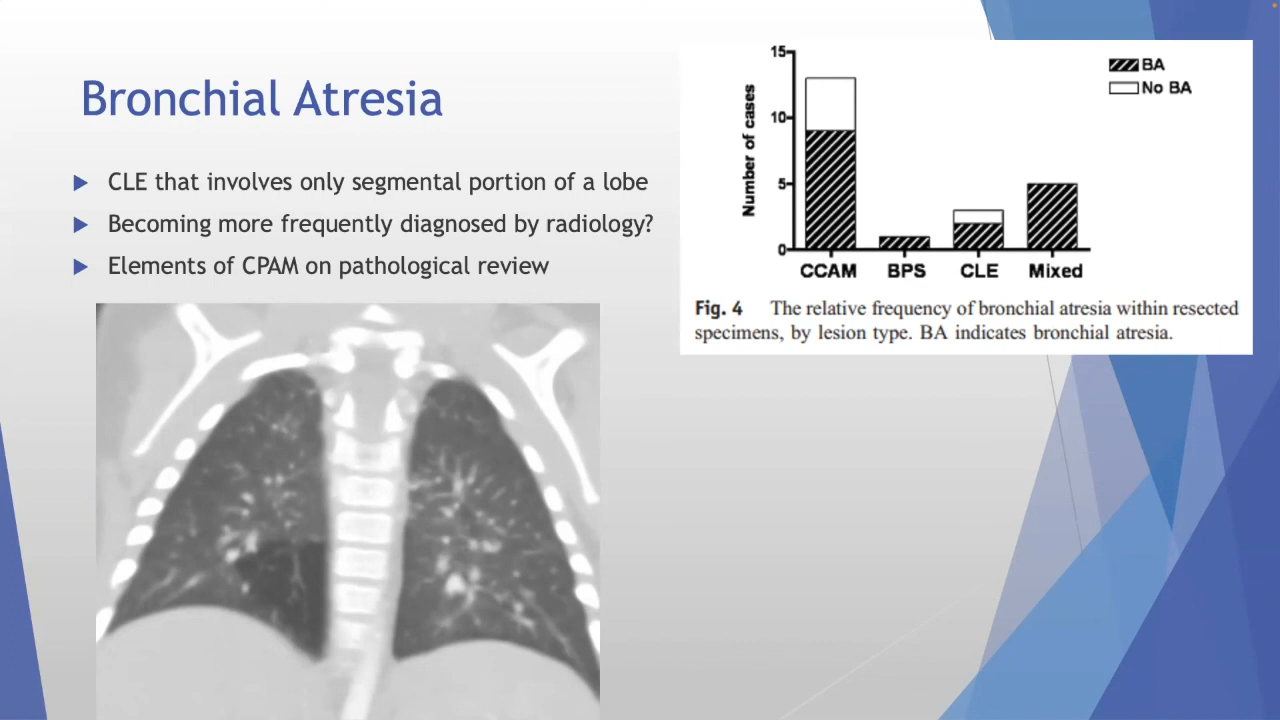 Bronchial Atresia
CLE that involves only segmental portion of a lobe
Becoming more frequently diagnosed by radiology?
Elements of CPAM on pathological review
Number of cases
15
10
5
0
BA
No BA
CCAM BPS CLE Mixed
Fig. 4 The relative frequency of bronchial atresia within resected
specimens, by lesion type. BA indicates bronchial atresia.